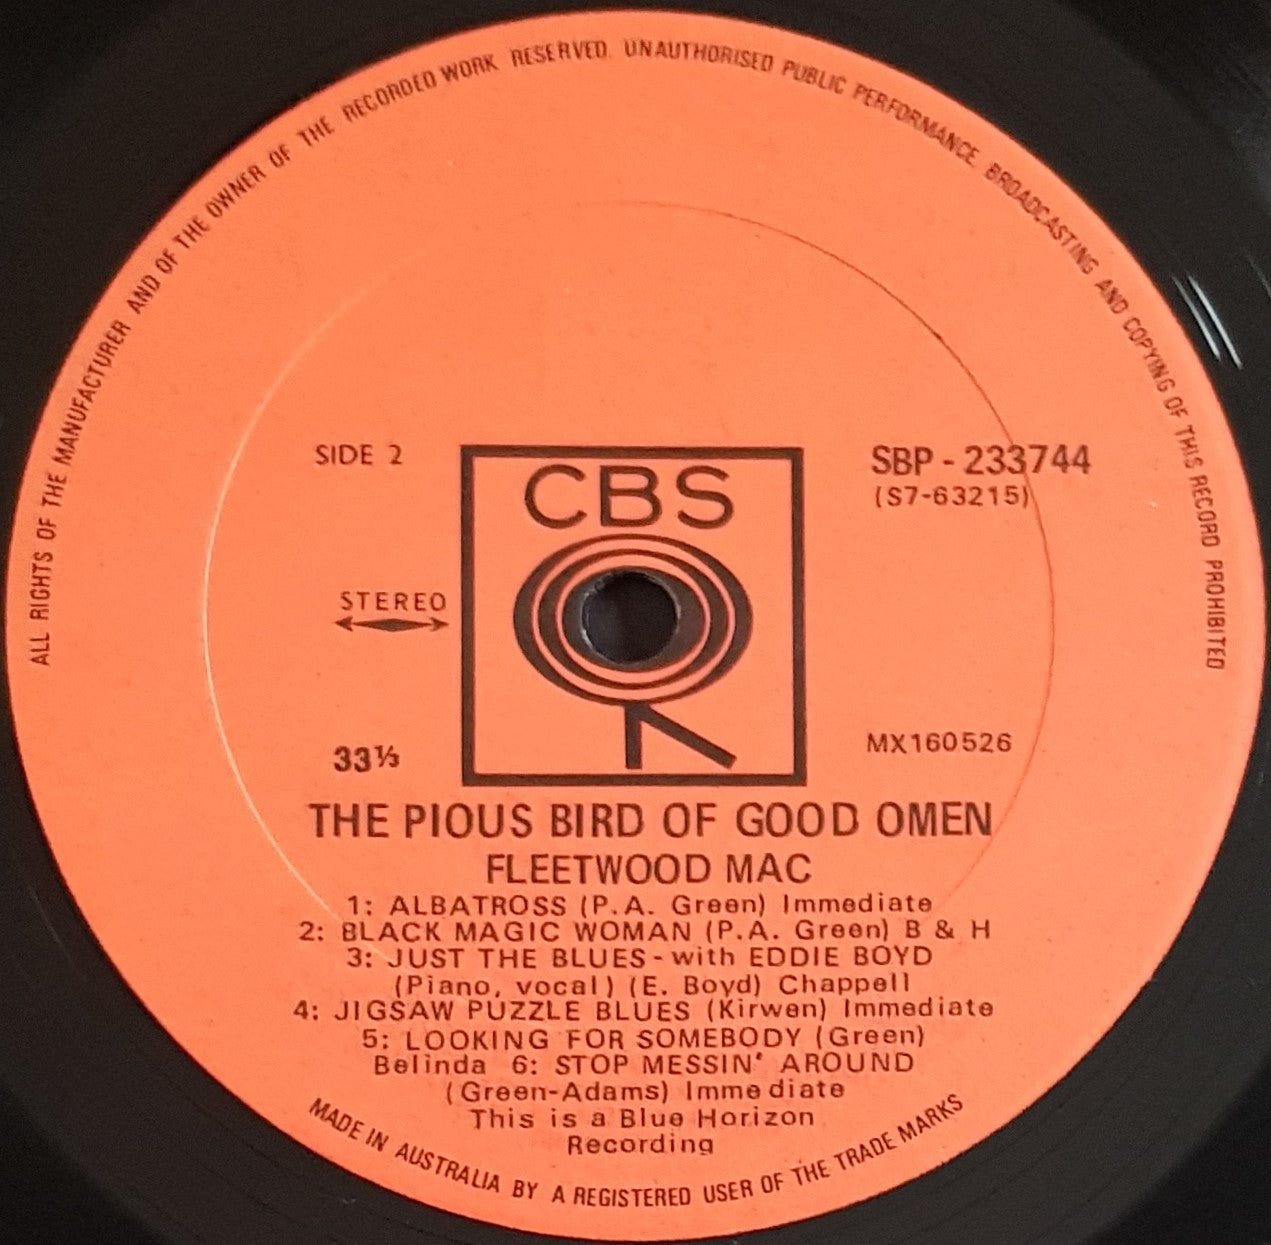 ALL RIGHTS OF THE MANUFACTURER AND OF THE OWNER OF THE RECORDED WORK RESERVED. UNAUTHORISED PUBLIC PERFORMANCE, BROADCASTING AND COPYING OF THIS RECORD PROHIBITED
SIDE 2
CBS
SBP - 233744
(S7-63215)
STEREO
33⅓
MX160526
THE PIOUS BIRD OF GOOD OMEN
FLEETWOOD MAC
1: ALBATROSS (P.A. Green) Immediate
2: BLACK MAGIC WOMAN (P.A. Green) B & H
3: JUST THE BLUES - with EDDIE BOYD
(Piano, vocal) (E. Boyd) Chappell
4: JIGSAW PUZZLE BLUES (Kirwen) Immediate
5: LOOKING FOR SOMEBODY (Green)
Belinda 6: STOP MESSIN' AROUND
(Green-Adams) Immediate
This is a Blue Horizon
Recording
MADE IN AUSTRALIA BY A REGISTERED USER OF THE TRADE MARKS